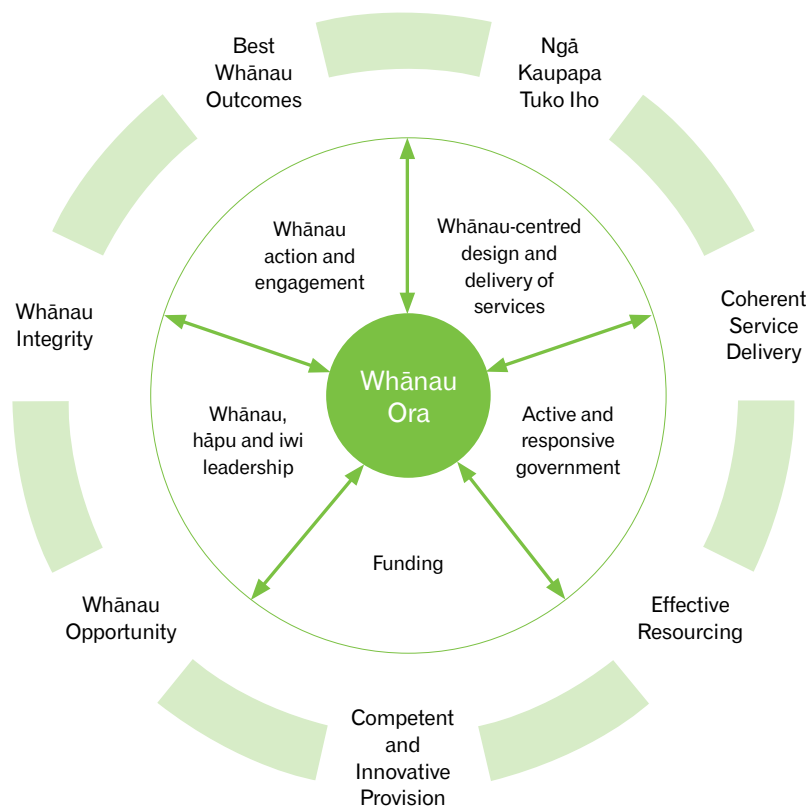 Best
Whānau
Outcomes
Ngā
Kaupapa
Tuko Iho
Whānau
action and
engagement
Whānau-centred
design and
delivery of
services
Whānau
Integrity
Coherent
Service
Delivery
Whānau
Ora
Whānau,
hāpu and iwi
leadership
Active and
responsive
government
Funding
Whānau
Opportunity
Effective
Resourcing
Competent
and
Innovative
Provision